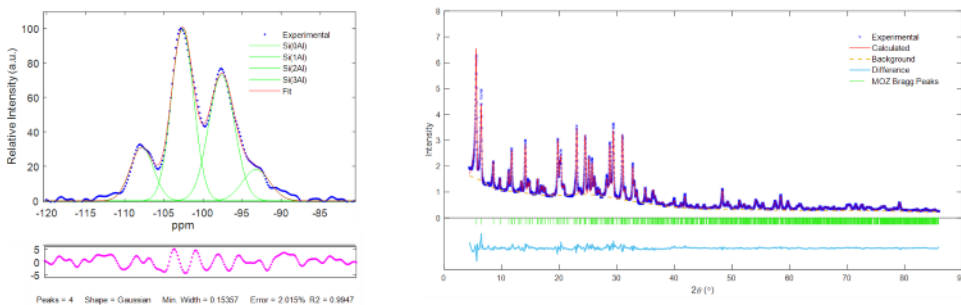 Relative Intensity (a.u.)
100
80
60
40
20
0
Experimental
Si(0Al)
Si(1Al)
Si(2Al)
Si(3Al)
Fit
-120 -115 -110 -105 -100 -95 -90 -85
ppm
5
0
-5
Peaks = 4 Shape = Gaussian Min. Width = 0.15357 Error = 2.015% R2 = 0.9947
Intensity
8
7
6
5
4
3
2
1
0
Experimental
Calculated
Background
Difference
MOZ Bragg Peaks
0 10 20 30 40 50 60 70 80 90
2θ (°)